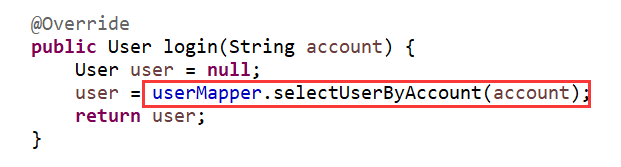 @Override
public User login(String account) {
    User user = null;
    user = userMapper.selectUserByAccount(account);
    return user;
}